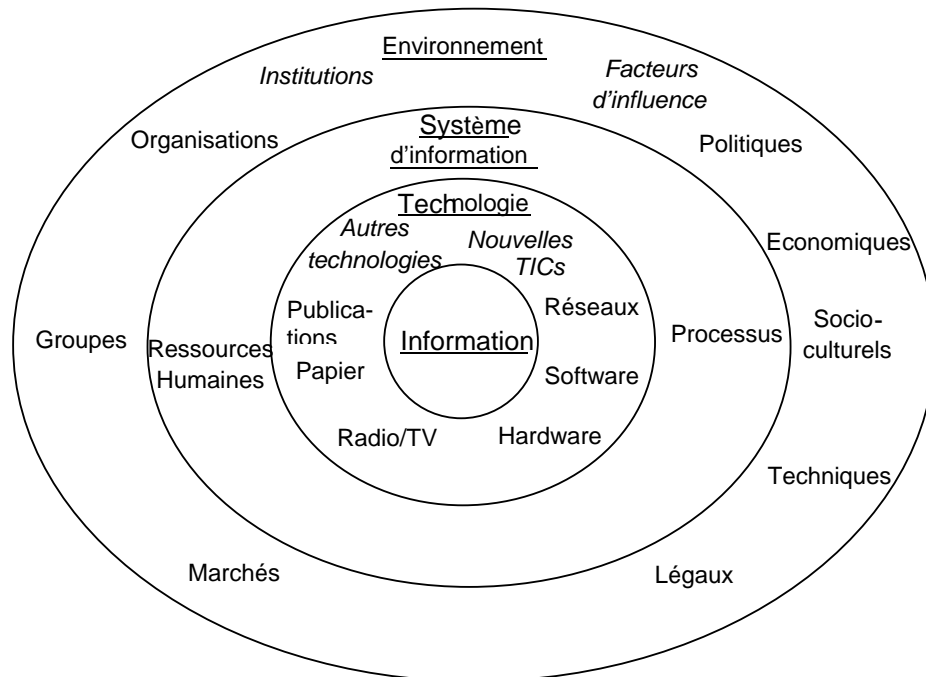 Environnement
Institutions
Facteurs
d'influence
Organisations
Politiques
Système
d'information
Technologie
Autres
technologies
Nouvelles
TICs
Economiques
Publica-
tions
Réseaux
Information
Groupes
Ressources
Humaines
Processus
Socio-
culturels
Papier
Software
Radio/TV
Hardware
Techniques
Marchés
Légaux